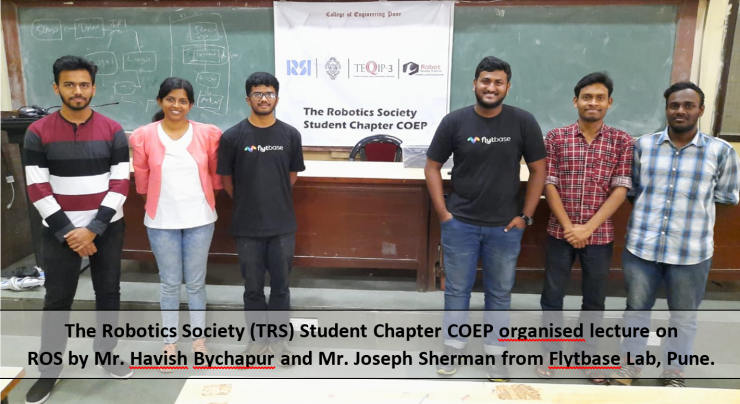 College of Engineering Pune
RSI
TEQIP-3
Robot
The Robotics Society
Student Chapter COEP
flytbase
flytbase
The Robotics Society (TRS) Student Chapter COEP organised lecture on
ROS by Mr. Havish Bychapur and Mr. Joseph Sherman from Flytbase Lab, Pune.